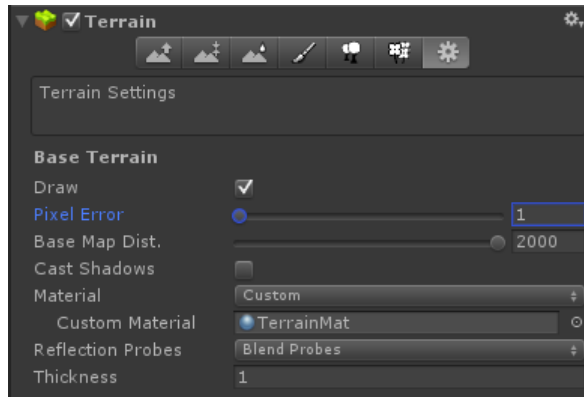 Terrain
Terrain Settings
Base Terrain
Draw
Pixel Error 1
Base Map Dist. 2000
Cast Shadows
Material Custom
Custom Material TerrainMat
Reflection Probes Blend Probes
Thickness 1